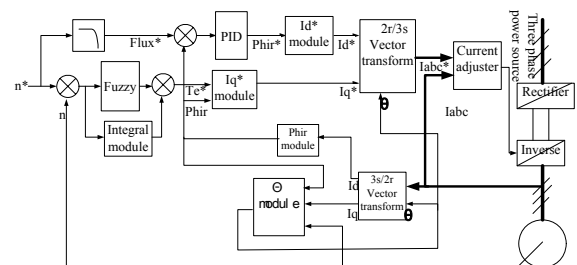 n*
Flux*
PID
Phir*
Id*
module
Id*
2r/3s
Vector
transform
Iabc*
Current
adjuster
Three phase
power source
Rectifier
Inverse
n
Fuzzy
Integral
module
Te*
Phir
Iq*
module
Iq*
θ
Iabc
Phir
module
Θ
module
Id
Iq
3s/2r
Vector
transform
θ